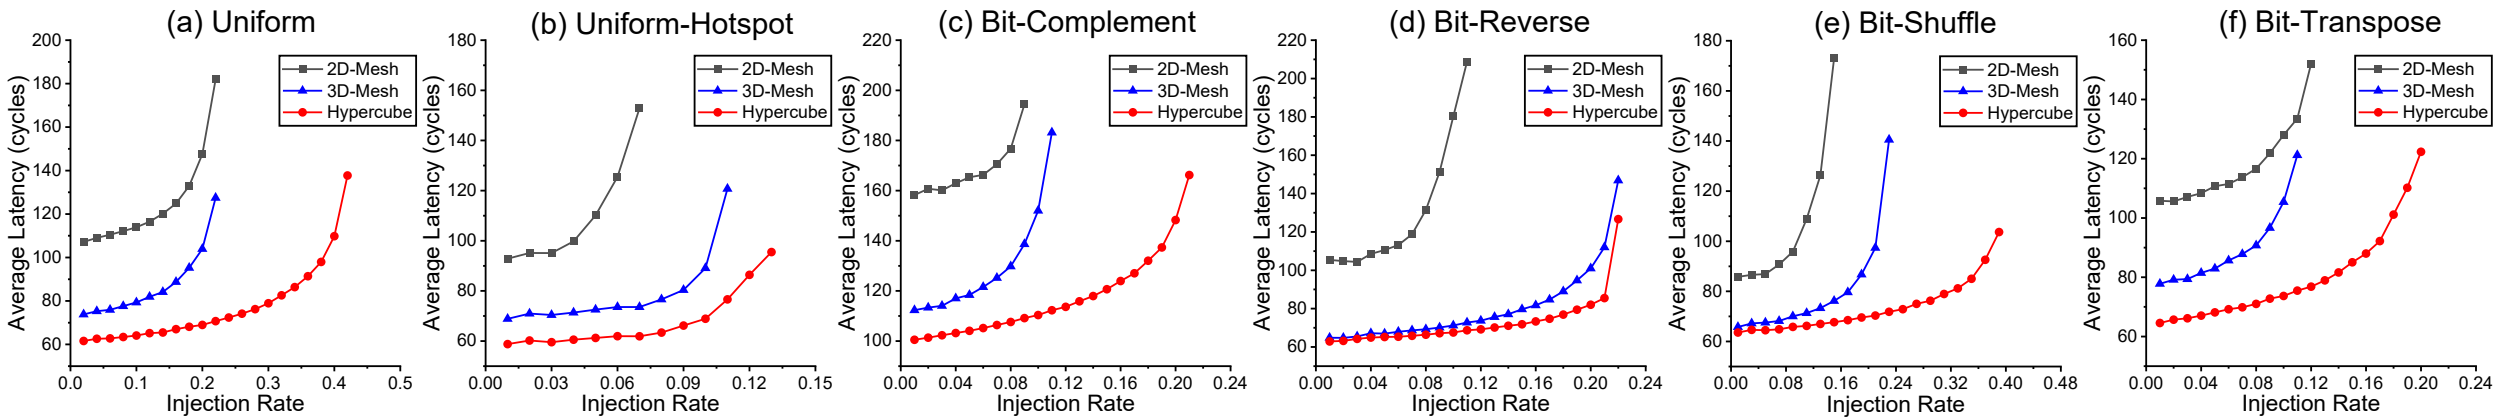 (a) Uniform
200
180
160
140
120
100
80
60
0.0
0.1
0.2
0.3
0.4
0.5
Average Latency (cycles)
Injection Rate
2D-Mesh
3D-Mesh
Hypercube
(b) Uniform-Hotspot
180
160
140
120
100
80
60
0.00
0.03
0.06
0.09
0.12
0.15
Average Latency (cycles)
Injection Rate
2D-Mesh
3D-Mesh
Hypercube
(c) Bit-Complement
220
200
180
160
140
120
100
0.00
0.04
0.08
0.12
0.16
0.20
0.24
Average Latency (cycles)
Injection Rate
2D-Mesh
3D-Mesh
Hypercube
(d) Bit-Reverse
220
200
180
160
140
120
100
80
60
0.00
0.04
0.08
0.12
0.16
0.20
0.24
Average Latency (cycles)
Injection Rate
2D-Mesh
3D-Mesh
Hypercube
(e) Bit-Shuffle
180
160
140
120
100
80
60
0.00
0.08
0.16
0.24
0.32
0.40
0.48
Average Latency (cycles)
Injection Rate
2D-Mesh
3D-Mesh
Hypercube
(f) Bit-Transpose
160
140
120
100
80
60
0.00
0.04
0.08
0.12
0.16
0.20
0.24
Average Latency (cycles)
Injection Rate
2D-Mesh
3D-Mesh
Hypercube